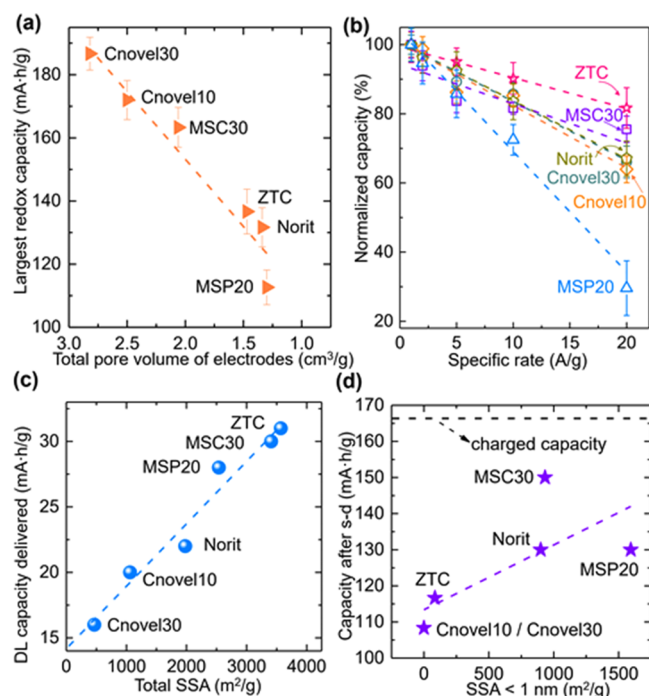 (a)
Largest redox capacity (mA·h/g)
200
180
160
140
120
100
Cnovel30
Cnovel10
MSC30
ZTC
Norit
MSP20
3.0 2.5 2.0 1.5 1.0
Total pore volume of electrodes (cm³/g)
(b)
Normalized capacity (%)
100
80
60
40
20
ZTC
MSC30
Norit
Cnovel30
Cnovel10
MSP20
0 5 10 15 20
Specific rate (A/g)
(c)
DL capacity delivered (mA·h/g)
30
25
20
15
ZTC
MSC30
MSP20
Norit
Cnovel10
Cnovel30
0 1000 2000 3000 4000
Total SSA (m²/g)
(d)
Capacity after s-d (mA·h/g)
170
160
150
140
130
120
110
100
charged capacity
MSC30
Norit
MSP20
ZTC
Cnovel10 / Cnovel30
0 500 1000 1500
SSA < 1 nm (m²/g)